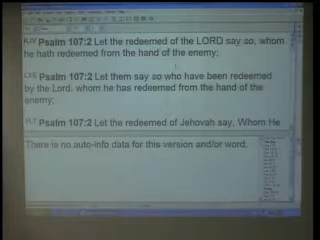 KJV Psalm 107:2 Let the redeemed of the LORD say so, whom
he hath redeemed from the hand of the enemy;
LXE Psalm 107:2 Let them say so who have been redeemed
by the Lord, whom he has redeemed from the hand of the
enemy;
YLT Psalm 107:2 Let the redeemed of Jehovah say, Whom He
There is no auto-info data for this version and/or word.